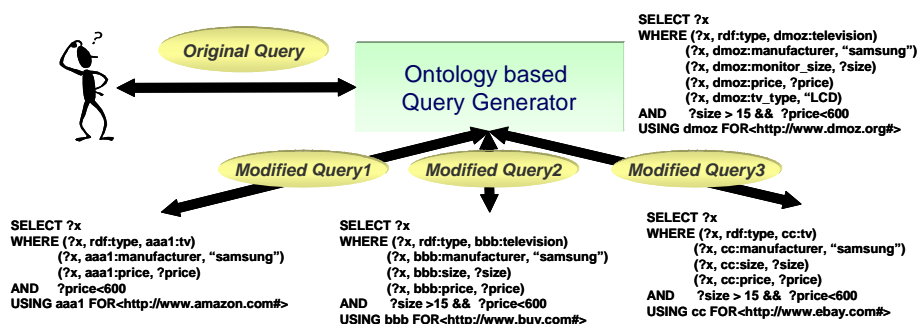 ?
Original Query
Ontology based
Query Generator
SELECT ?x
WHERE (?x, rdf:type, dmoz:television)
(?x, dmoz:manufacturer, “samsung”)
(?x, dmoz:monitor_size, ?size)
(?x, dmoz:price, ?price)
(?x, dmoz:tv_type, “LCD)
AND ?size > 15 && ?price<600
USING dmoz FOR<http://www.dmoz.org#>
Modified Query1
Modified Query2
Modified Query3
SELECT ?x
WHERE (?x, rdf:type, aaa1:tv)
(?x, aaa1:manufacturer, “samsung”)
(?x, aaa1:price, ?price)
AND ?price<600
USING aaa1 FOR<http://www.amazon.com#>
SELECT ?x
WHERE (?x, rdf:type, bbb:television)
(?x, bbb:manufacturer, “samsung”)
(?x, bbb:size, ?size)
(?x, bbb:price, ?price)
AND ?size >15 && ?price<600
USING bbb FOR<http://www.buy.com#>
SELECT ?x
WHERE (?x, rdf:type, cc:tv)
(?x, cc:manufacturer, “samsung”)
(?x, cc:size, ?size)
(?x, cc:price, ?price)
AND ?size > 15 && ?price<600
USING cc FOR<http://www.ebay.com#>